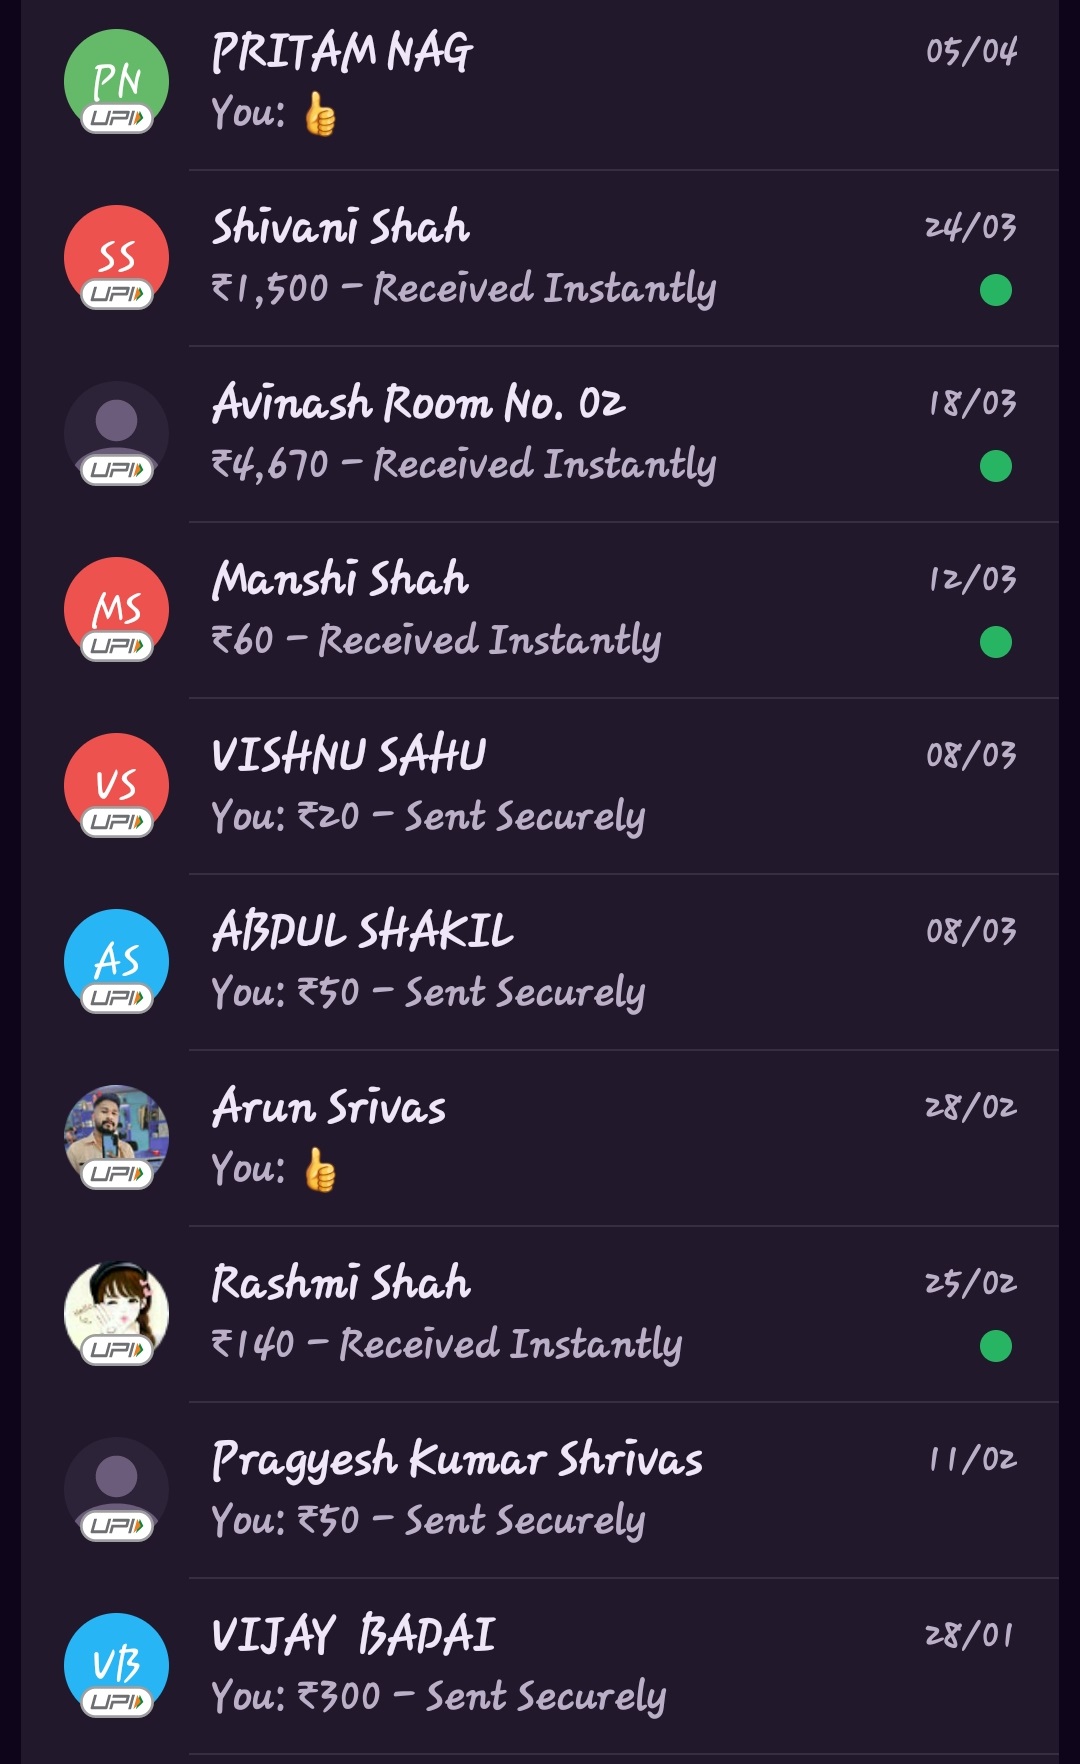 PRITAM NAG 05/04
PN
UPI
You: 👍
Shivani Shah 24/03
SS
UPI
₹1,500 – Received Instantly
Avinash Room No. 02 18/03
UPI
₹4,670 – Received Instantly
Manshi Shah 12/03
MS
UPI
₹60 – Received Instantly
VISHNU SAHU 08/03
VS
UPI
You: ₹20 – Sent Securely
ABDUL SHAKIL 08/03
AS
UPI
You: ₹50 – Sent Securely
Arun Srivas 28/02
UPI
You: 👍
Rashmi Shah 25/02
Hello
UPI
₹140 – Received Instantly
Pragyesh Kumar Shrivas 11/02
UPI
You: ₹50 – Sent Securely
VIJAY BADAI 28/01
VB
UPI
You: ₹300 – Sent Securely